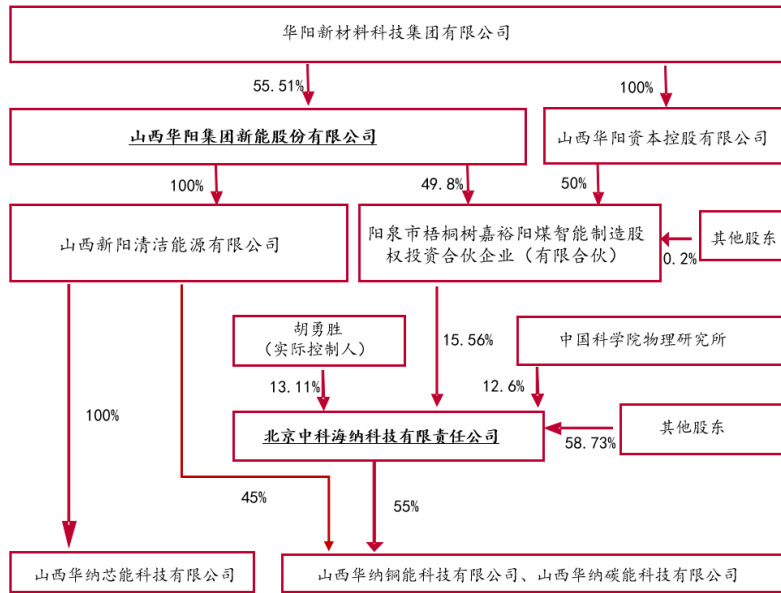 华阳新材料科技集团有限公司
55.51%
100%
山西华阳集团新能股份有限公司
山西华阳资本控股有限公司
100%
49.8%
50%
山西新阳清洁能源有限公司
阳泉市梧桐树嘉裕阳煤智能制造股
权投资合伙企业（有限合伙）
其他股东
0.2%
胡勇胜
（实际控制人）
15.56%
中国科学院物理研究所
13.11%
12.6%
100%
北京中科海纳科技有限责任公司
其他股东
58.73%
45%
55%
山西华纳芯能科技有限公司
山西华纳铜能科技有限公司、山西华纳碳能科技有限公司